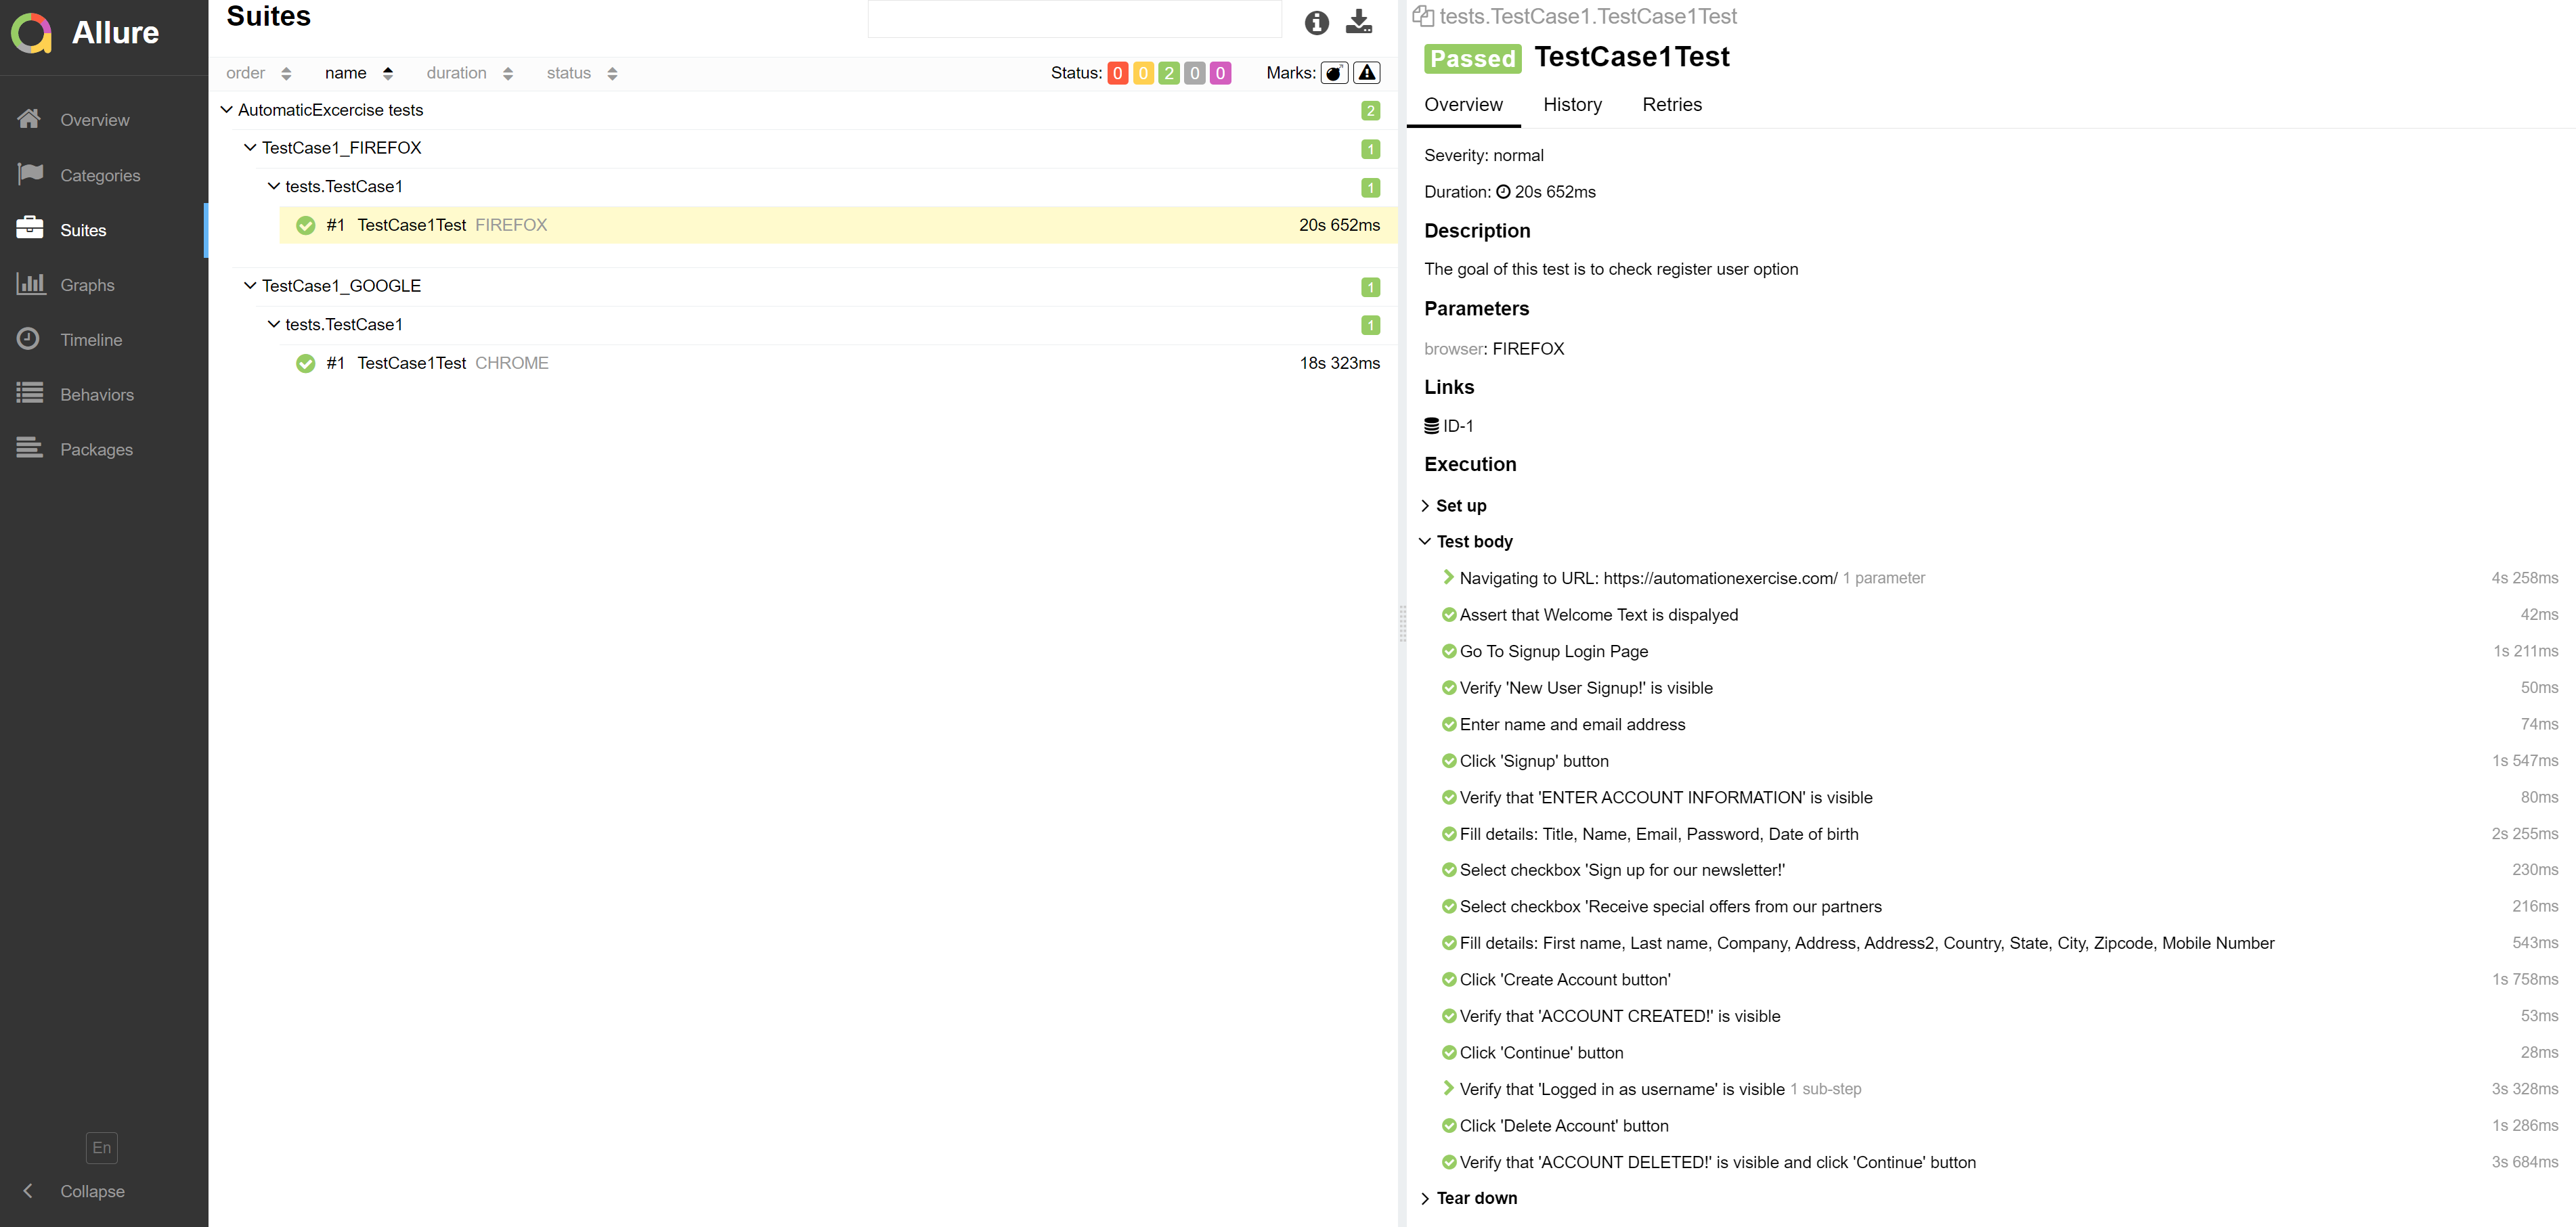 Allure
Overview
Categories
Suites
Graphs
Timeline
Behaviors
Packages
En
Collapse
Suites
order name duration status Status: 0 0 2 0 0 Marks:
AutomaticExcercise tests 2
TestCase1_FIREFOX 1
tests.TestCase1 1
#1 TestCase1Test FIREFOX 20s 652ms
TestCase1_GOOGLE 1
tests.TestCase1 1
#1 TestCase1Test CHROME 18s 323ms
tests.TestCase1.TestCase1Test
Passed TestCase1Test
Overview History Retries
Severity: normal
Duration: 20s 652ms
Description
The goal of this test is to check register user option
Parameters
browser: FIREFOX
Links
ID-1
Execution
Set up
Test body
Navigating to URL: https://automationexercise.com/ 1 parameter 4s 258ms
Assert that Welcome Text is dispalyed 42ms
Go To Signup Login Page 1s 211ms
Verify 'New User Signup!' is visible 50ms
Enter name and email address 74ms
Click 'Signup' button 1s 547ms
Verify that 'ENTER ACCOUNT INFORMATION' is visible 80ms
Fill details: Title, Name, Email, Password, Date of birth 2s 255ms
Select checkbox 'Sign up for our newsletter!' 230ms
Select checkbox 'Receive special offers from our partners 216ms
Fill details: First name, Last name, Company, Address, Address2, Country, State, City, Zipcode, Mobile Number 543ms
Click 'Create Account button' 1s 758ms
Verify that 'ACCOUNT CREATED!' is visible 53ms
Click 'Continue' button 28ms
Verify that 'Logged in as username' is visible 1 sub-step 3s 328ms
Click 'Delete Account' button 1s 286ms
Verify that 'ACCOUNT DELETED!' is visible and click 'Continue' button 3s 684ms
Tear down